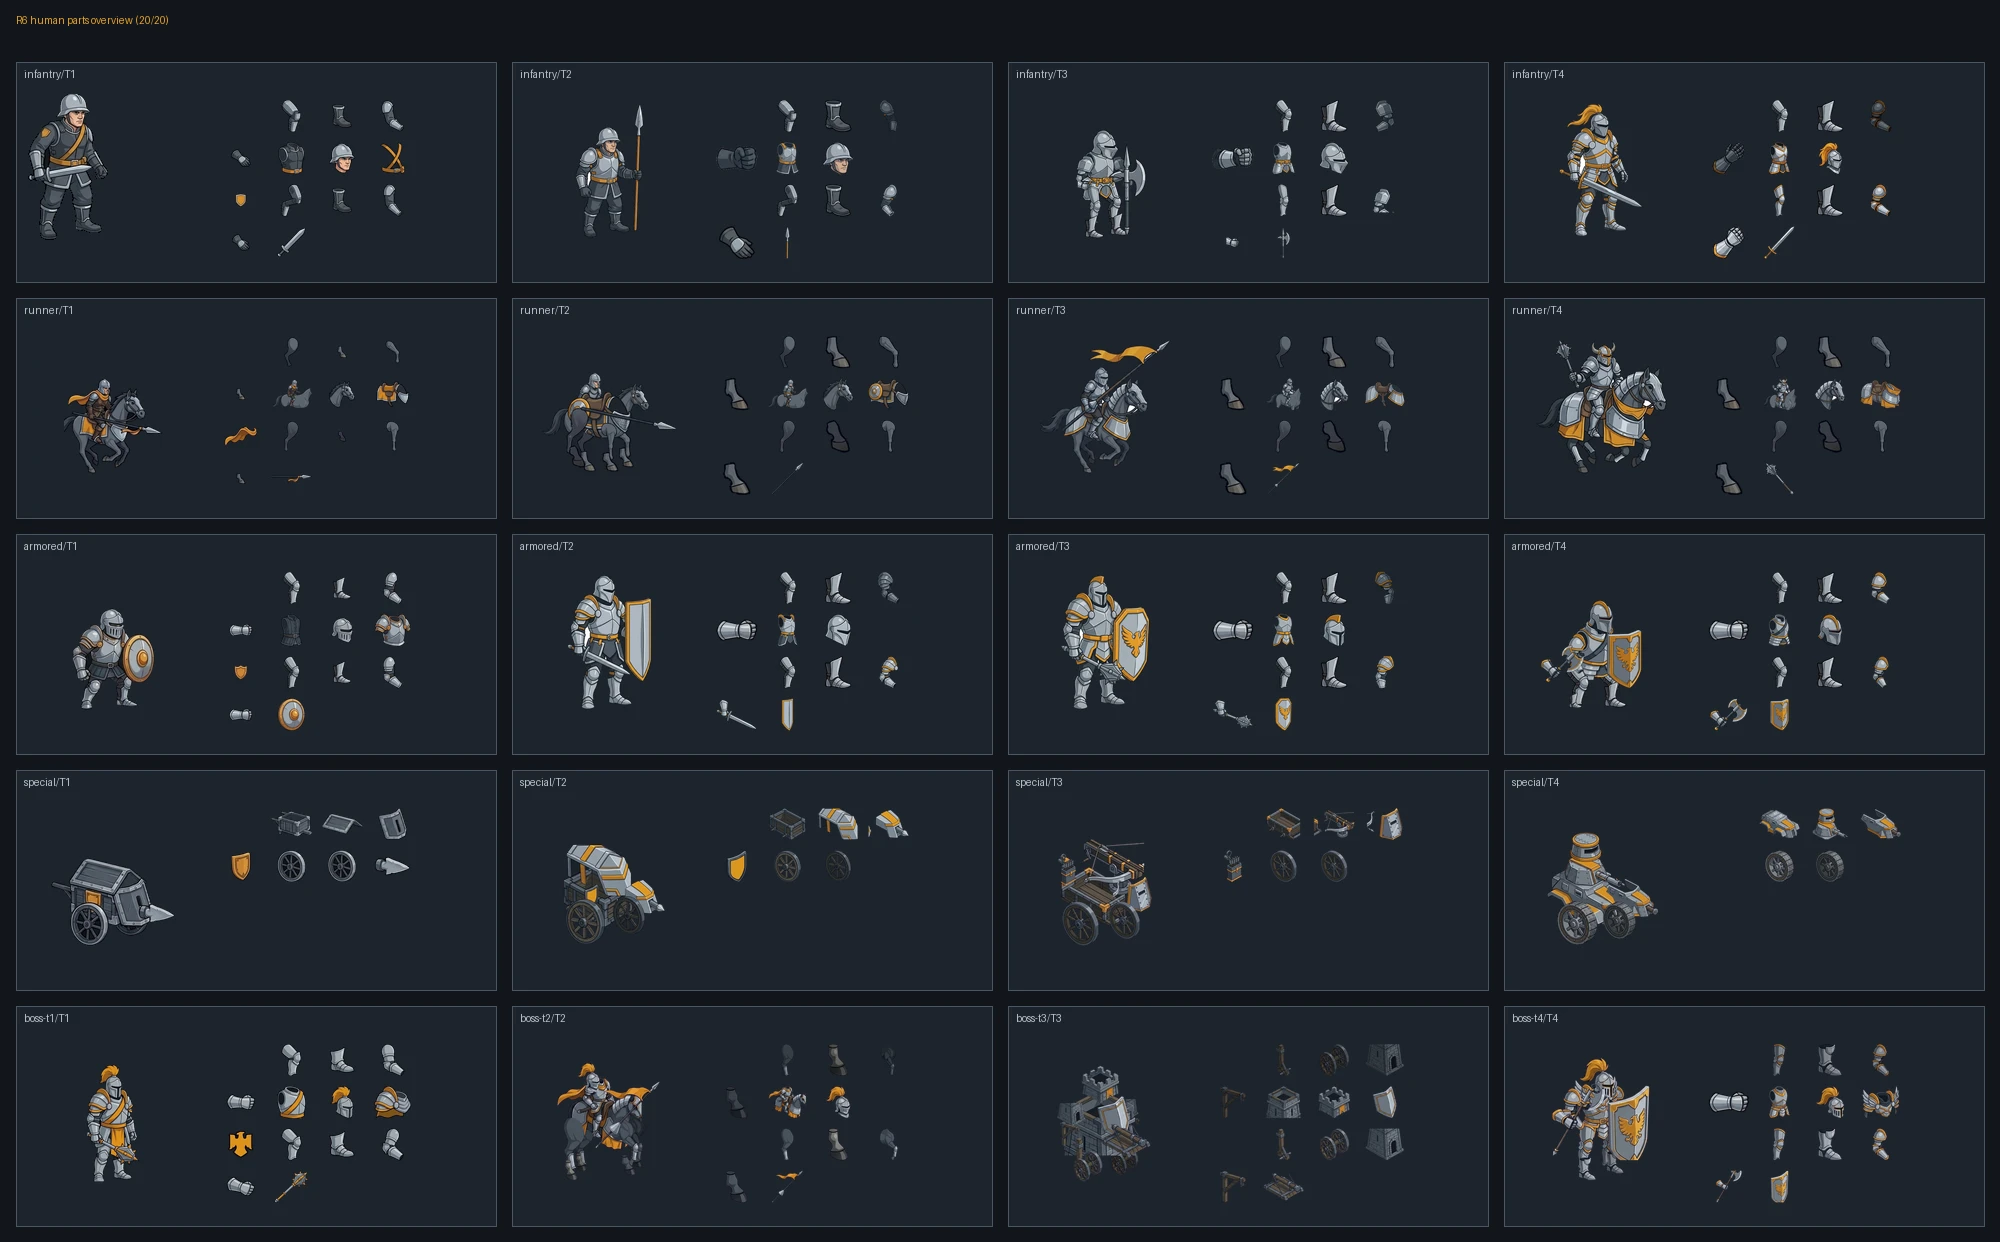 R6 human parts overview (20/20)
infantry/T1
infantry/T2
infantry/T3
infantry/T4
runner/T1
runner/T2
runner/T3
runner/T4
armored/T1
armored/T2
armored/T3
armored/T4
special/T1
special/T2
special/T3
special/T4
boss-t1/T1
boss-t2/T2
boss-t3/T3
boss-t4/T4